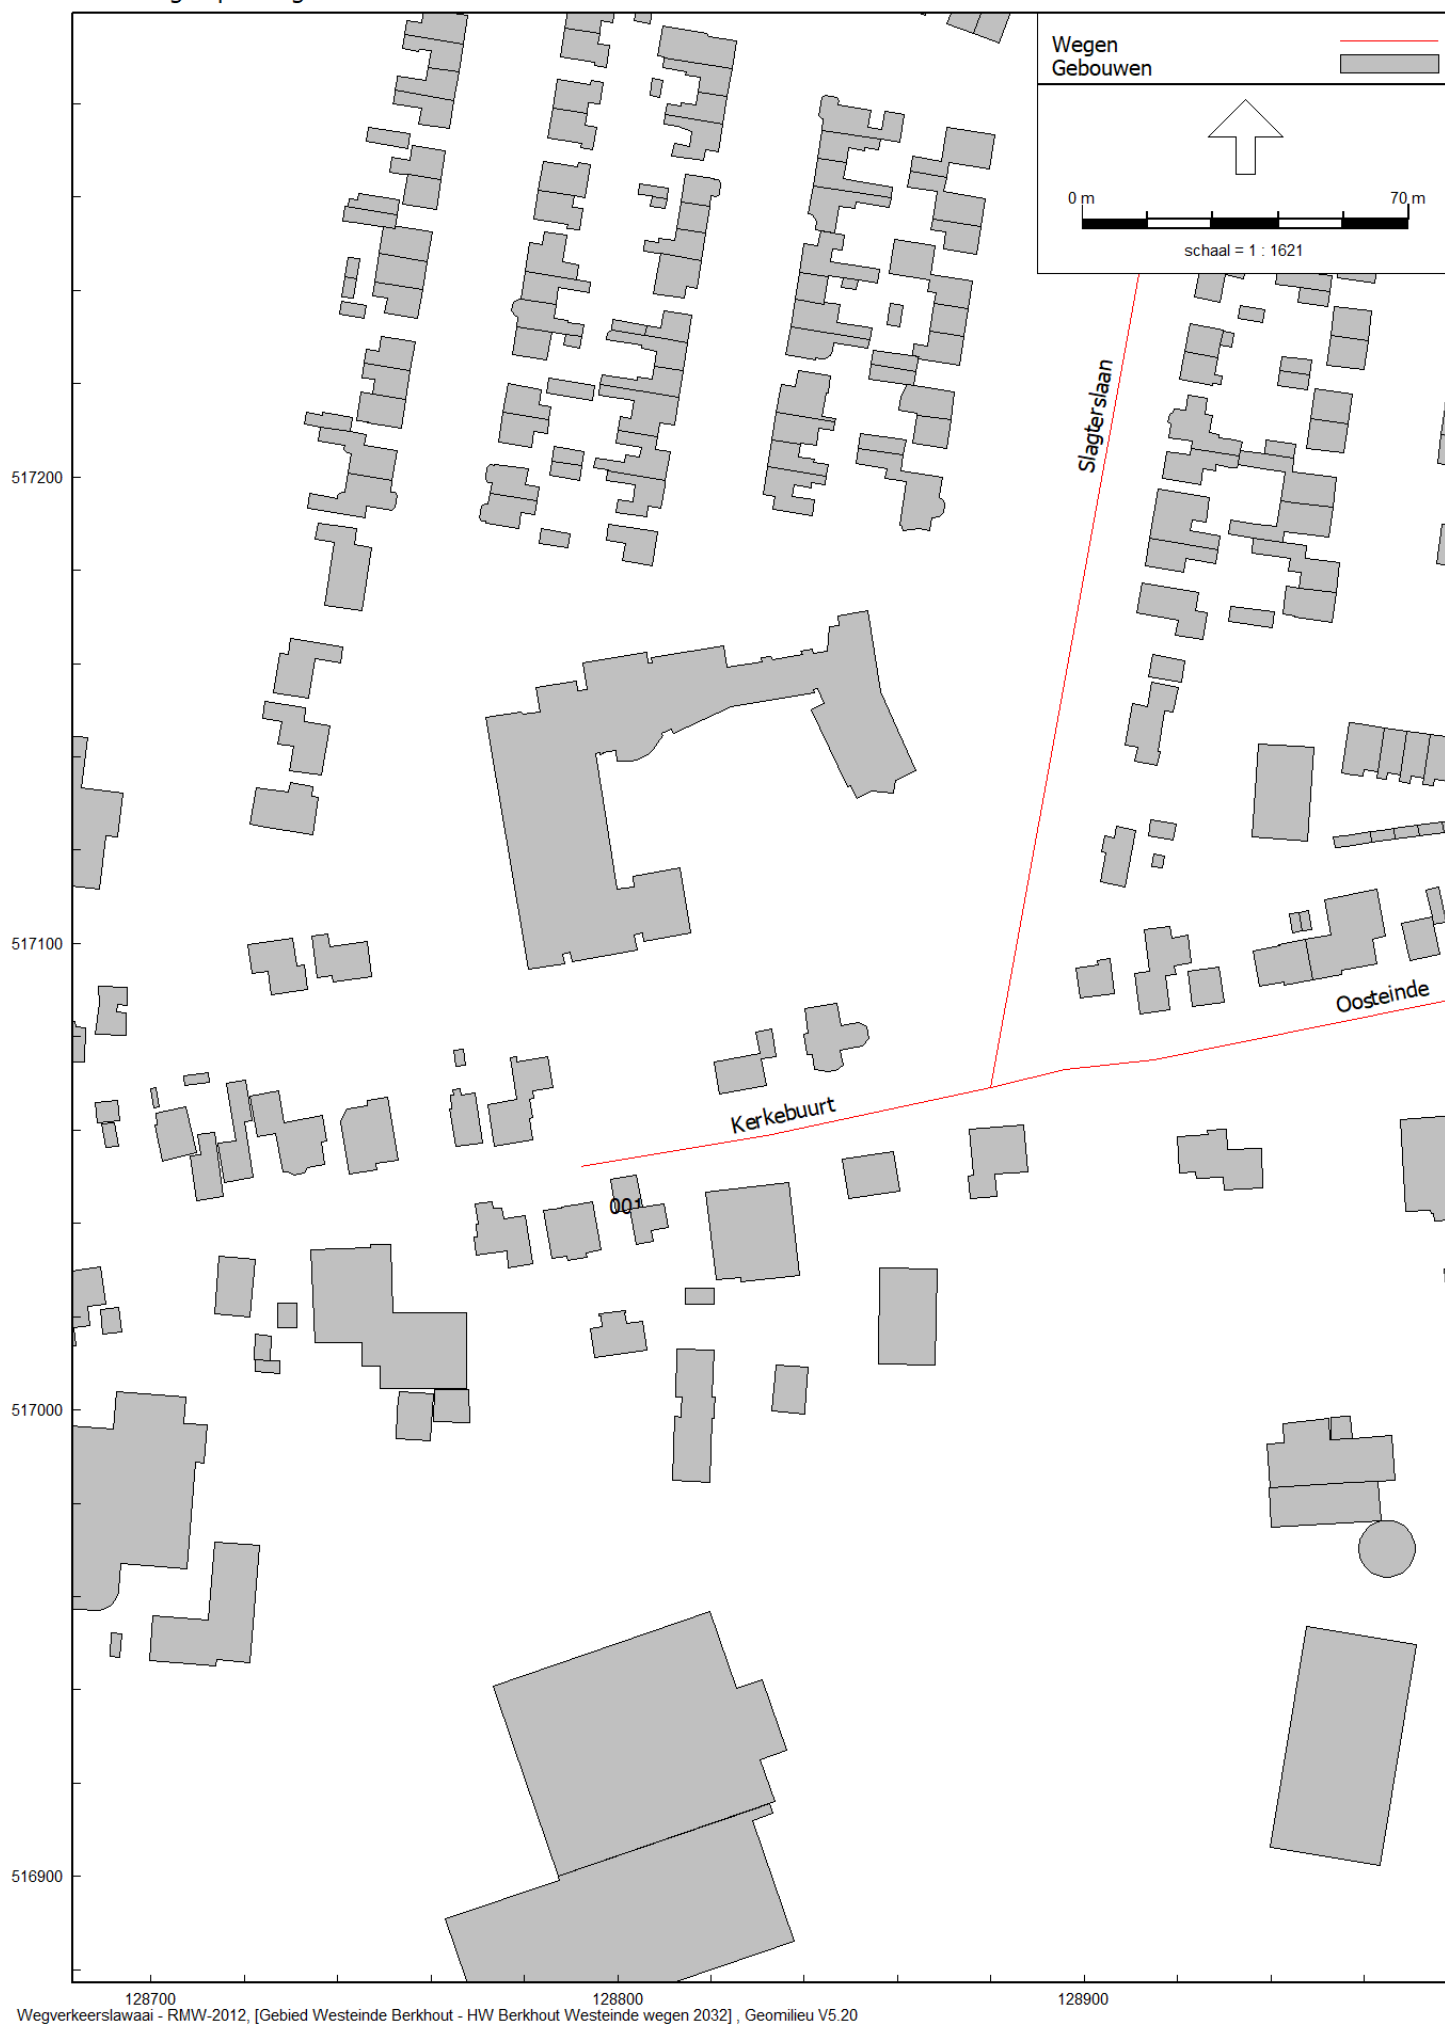 Wegen
Gebouwen
0 m
70 m
schaal = 1 : 1621
Slagterslaan
517200
517100
Oosteinde
Kerkebuurt
001
517000
516900
128700
128800
128900
Wegverkeerslawaai - RMW-2012, [Gebied Westeinde Berkhout - HW Berkhout Westeinde wegen 2032] , Geomilieu V5.20